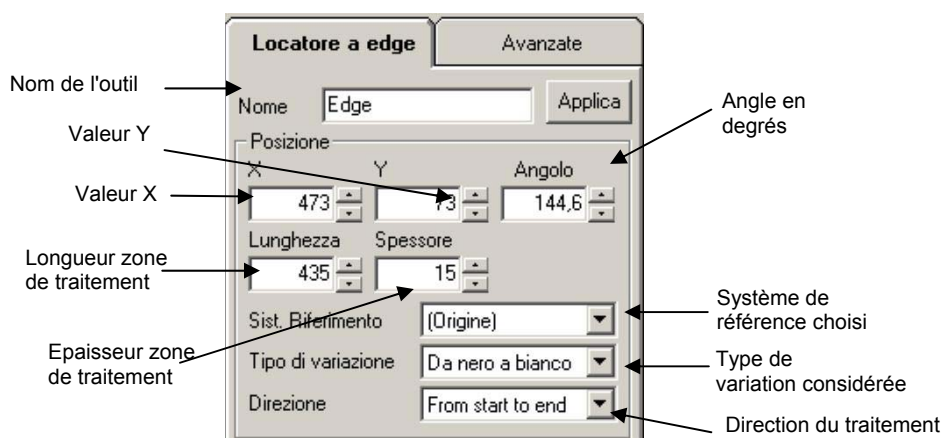 Locatore a edge Avanzate
Nom de l'outil
Nome Edge Applica
Angle en
degrés
Valeur Y
Posizione
X Y Angolo
Valeur X
473 73 144,6
Lunghezza Spessore
Longueur zone
de traitement
435 15
Système de
référence choisi
Sist. Riferimento (Origine)
Epaisseur zone
de traitement
Tipo di variazione Da nero a bianco
Type de
variation considérée
Direzione From start to end
Direction du traitement